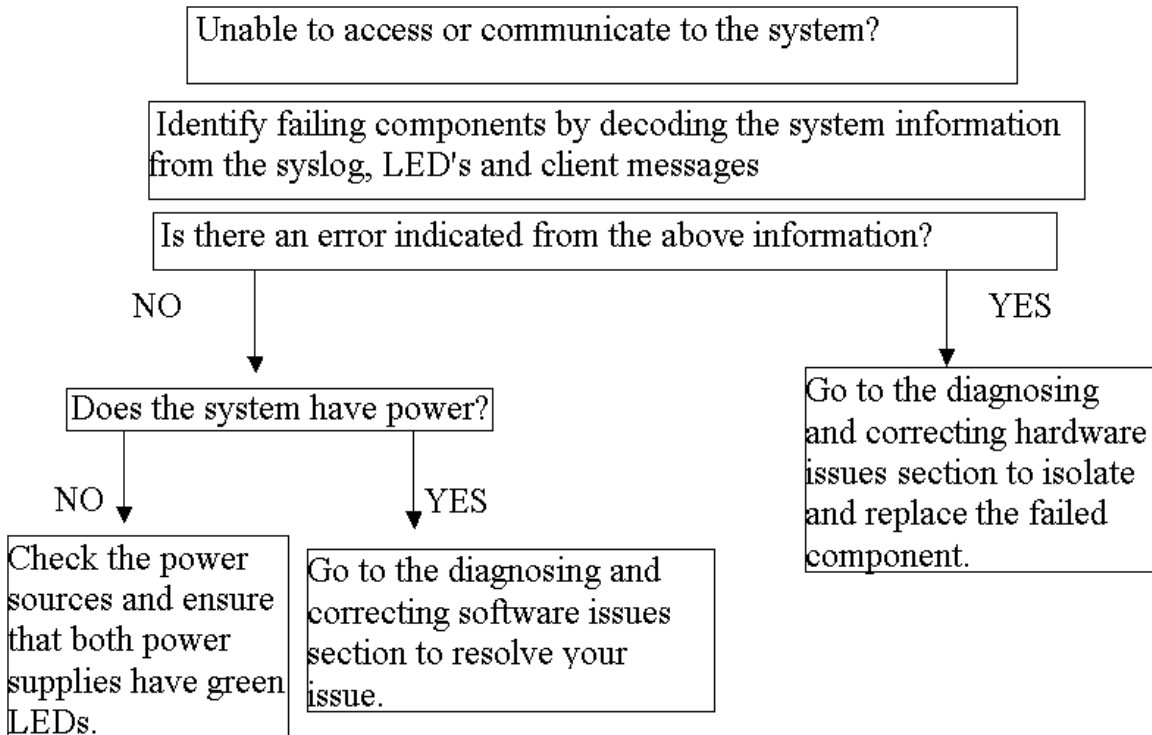 Unable to access or communicate to the system?
Identify failing components by decoding the system information
from the syslog, LED's and client messages
Is there an error indicated from the above information?
NO
YES
Does the system have power?
Go to the diagnosing
and correcting hardware
issues section to isolate
and replace the failed
component.
NO
YES
Check the power
sources and ensure
that both power
supplies have green
LEDs.
Go to the diagnosing and
correcting software issues
section to resolve your
issue.